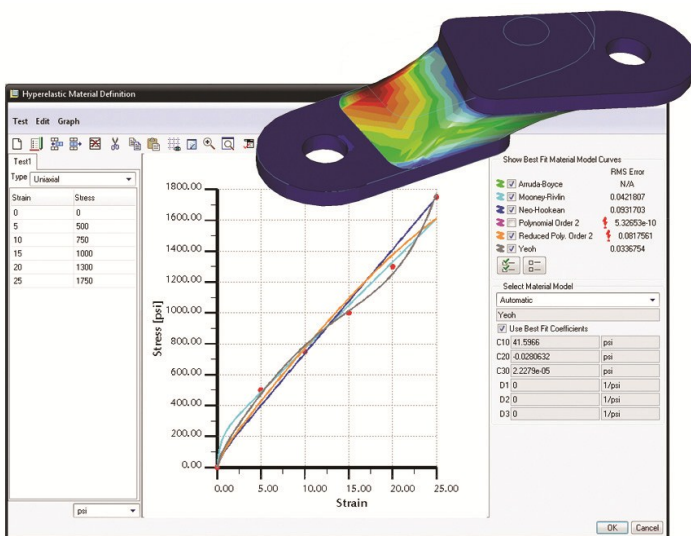 Hyperelastic Material Definition
Test Edit Graph
Test1
Type Uniaxial
Strain Stress
0 0
5 500
10 750
15 1000
20 1300
25 1750
psi
1800.00
1600.00
1400.00
1200.00
1000.00
800.00
600.00
400.00
200.00
0.00
Stress [psi]
0.00 5.00 10.00 15.00 20.00 25.00
Strain
Show Best Fit Material Model Curves
RMS Error
Arruda-Boyce N/A
Mooney-Rivlin 0.0421807
Neo-Hookean 0.0931703
Polynomial Order 2 5.32653e-10
Reduced Poly. Order 2 0.0817561
Yeoh 0.0336754
Select Material Model
Automatic
Yeoh
Use Best Fit Coefficients
C10 41.5966 psi
C20 -0.0280632 psi
C30 2.2279e-05 psi
D1 0 1/psi
D2 0 1/psi
D3 0 1/psi
OK Cancel